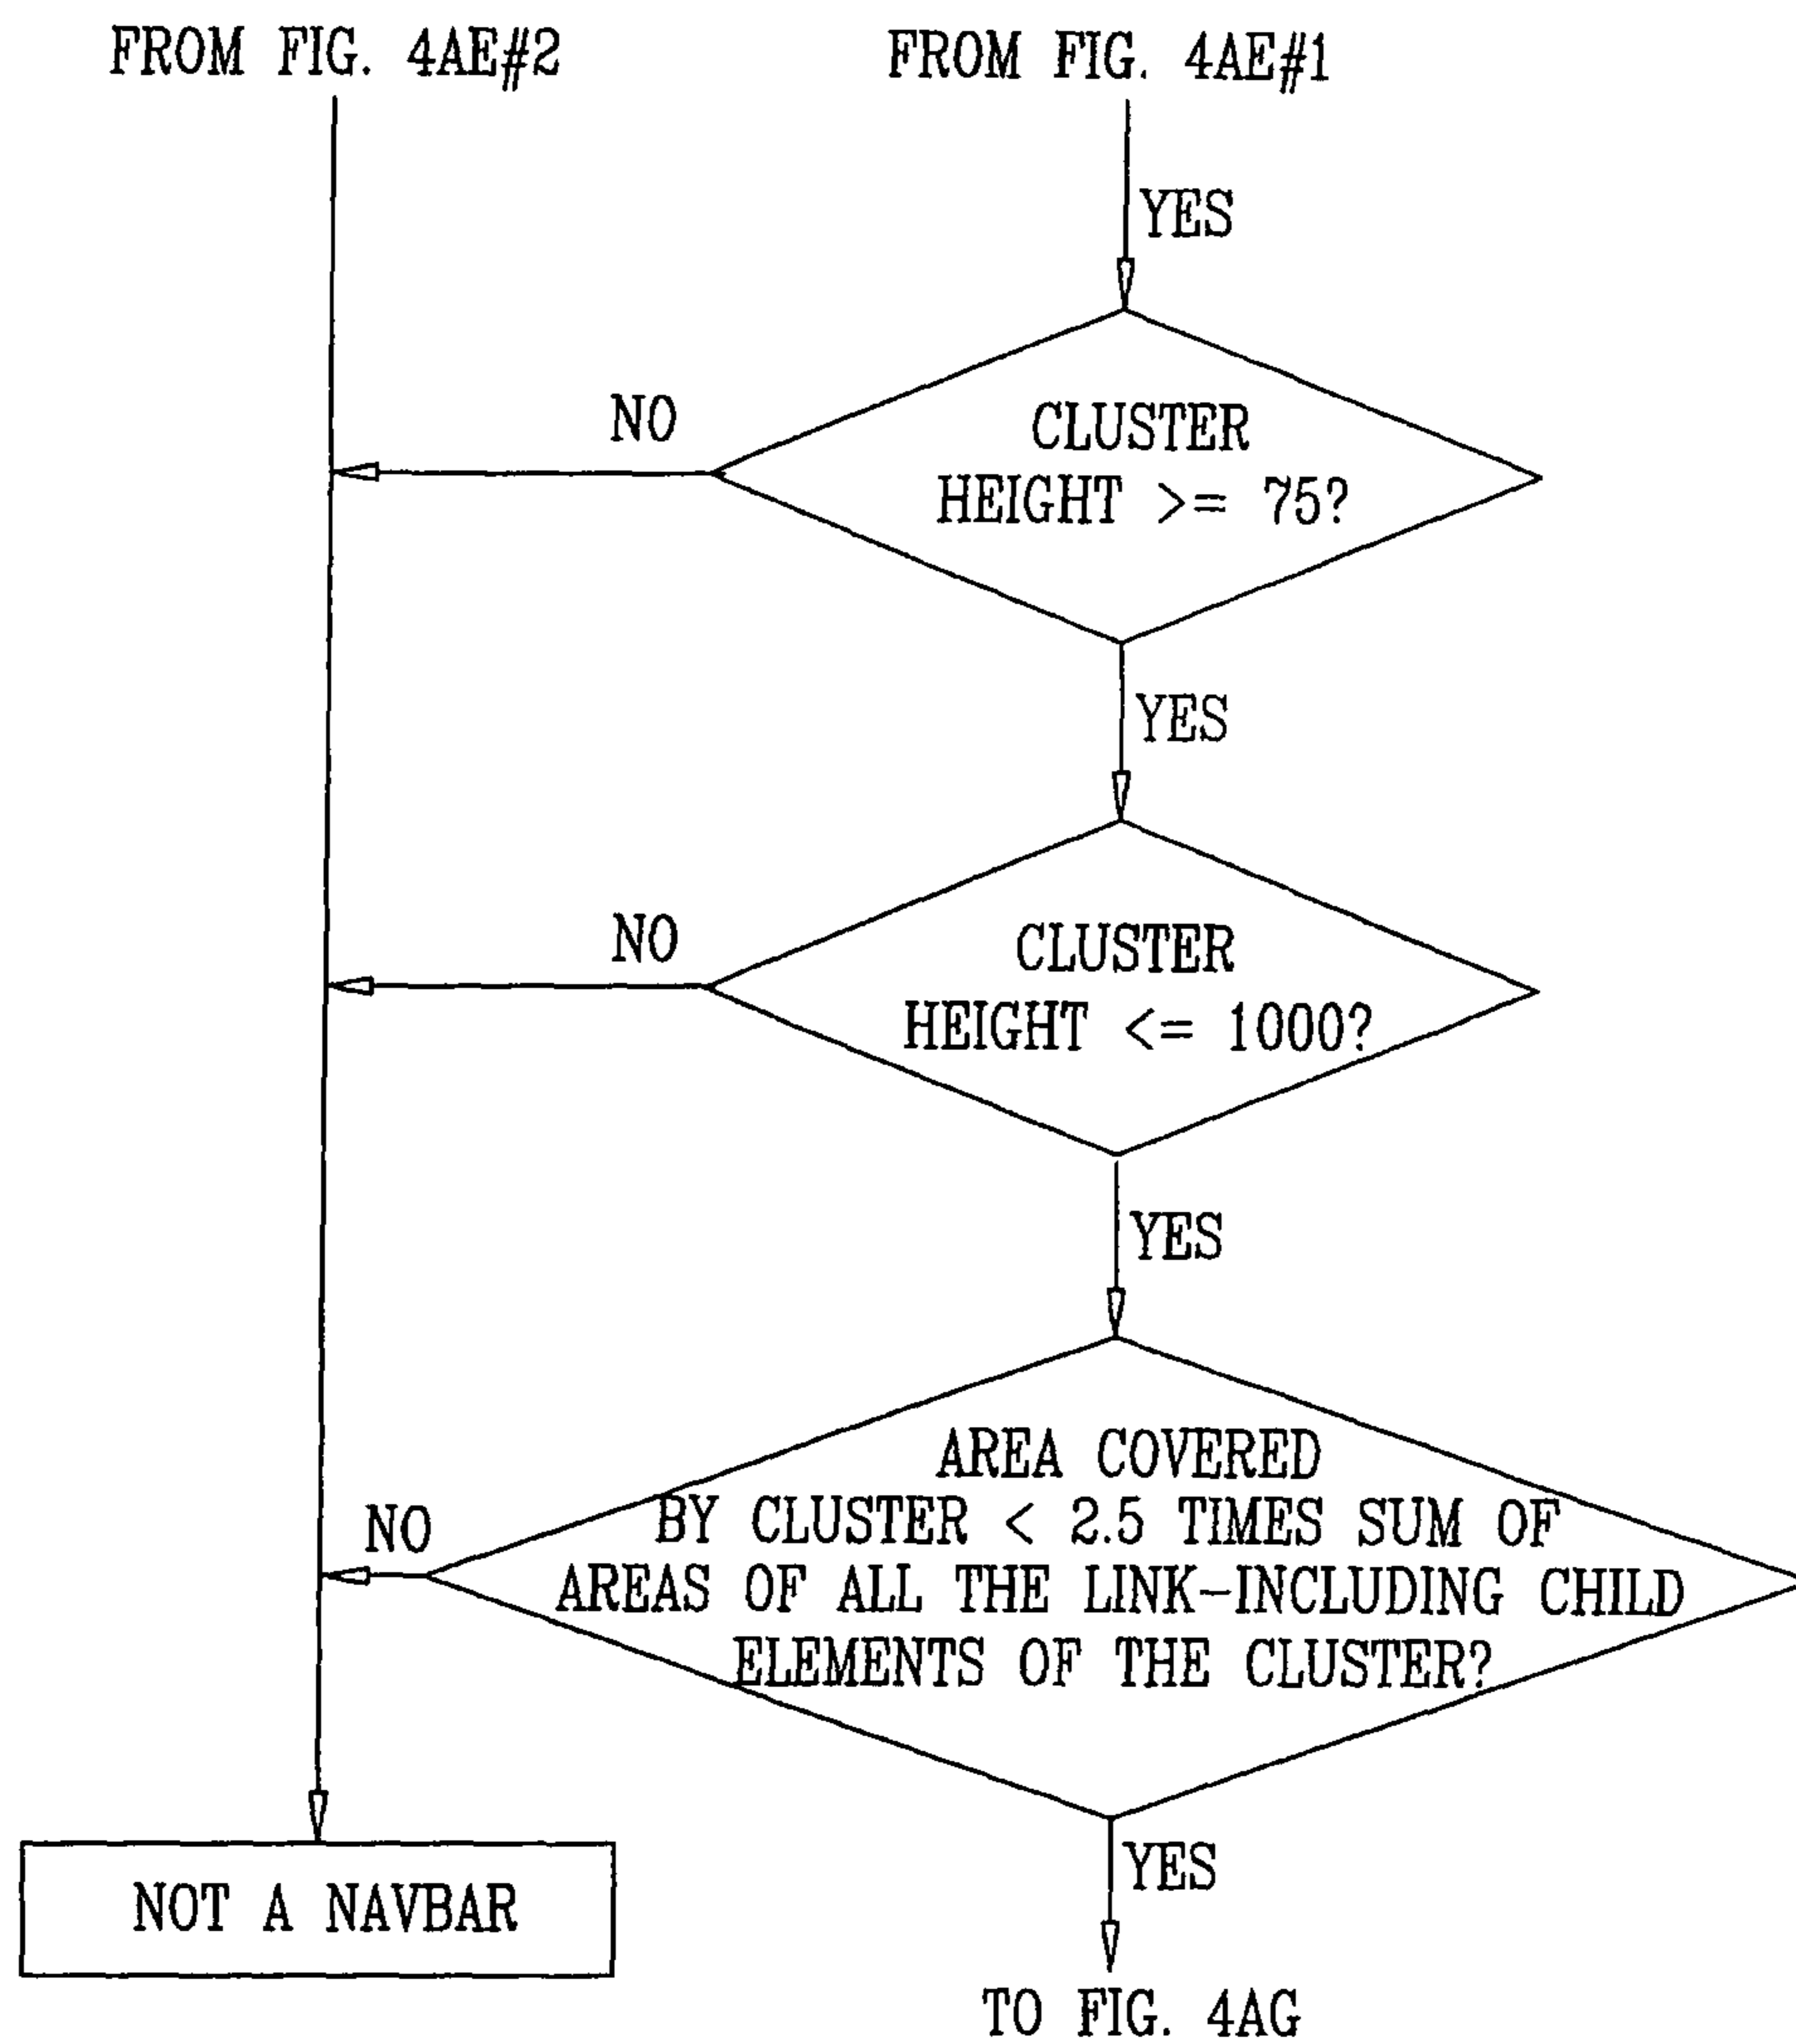 FROM FIG. 4AE#2
FROM FIG. 4AE#1
YES
NO
CLUSTER
HEIGHT >= 75?
YES
NO
CLUSTER
HEIGHT <= 1000?
YES
NO
AREA COVERED
BY CLUSTER < 2.5 TIMES SUM OF
AREAS OF ALL THE LINK-INCLUDING CHILD
ELEMENTS OF THE CLUSTER?
NOT A NAVBAR
YES
TO FIG. 4AG